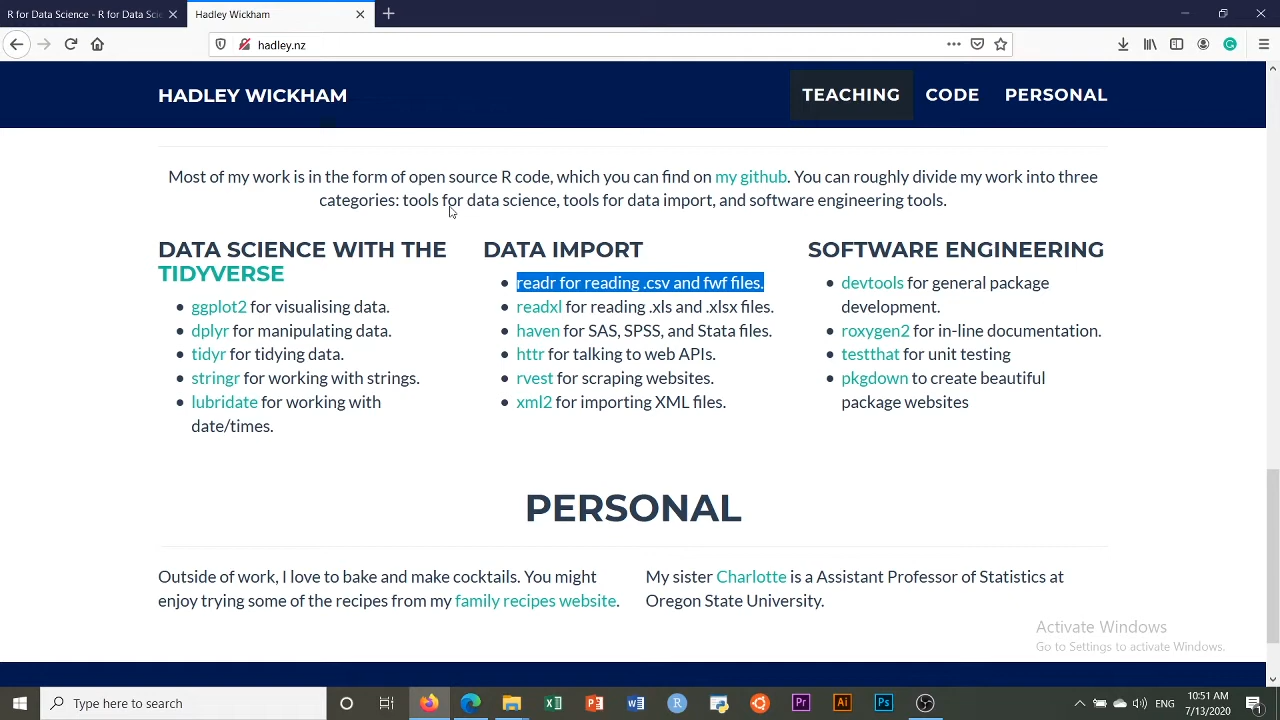 R for Data Science - R for Data Scie
Hadley Wickham
hadley.nz
HADLEY WICKHAM
TEACHING CODE PERSONAL
Most of my work is in the form of open source R code, which you can find on my github. You can roughly divide my work into three
categories: tools for data science, tools for data import, and software engineering tools.
DATA SCIENCE WITH THE
TIDYVERSE
• ggplot2 for visualising data.
• dplyr for manipulating data.
• tidyr for tidying data.
• stringr for working with strings.
• lubridate for working with
date/times.
DATA IMPORT
• readr for reading .csv and fwf files.
• readxl for reading .xls and .xlsx files.
• haven for SAS, SPSS, and Stata files.
• httr for talking to web APIs.
• rvest for scraping websites.
• xml2 for importing XML files.
SOFTWARE ENGINEERING
• devtools for general package
development.
• roxygen2 for in-line documentation.
• testthat for unit testing
• pkgdown to create beautiful
package websites
PERSONAL
Outside of work, I love to bake and make cocktails. You might
enjoy trying some of the recipes from my family recipes website.
My sister Charlotte is a Assistant Professor of Statistics at
Oregon State University.
Activate Windows
Go to Settings to activate Windows.
Type here to search
R
Pr
Ai
Ps
ENG
10:51 AM
7/13/2020